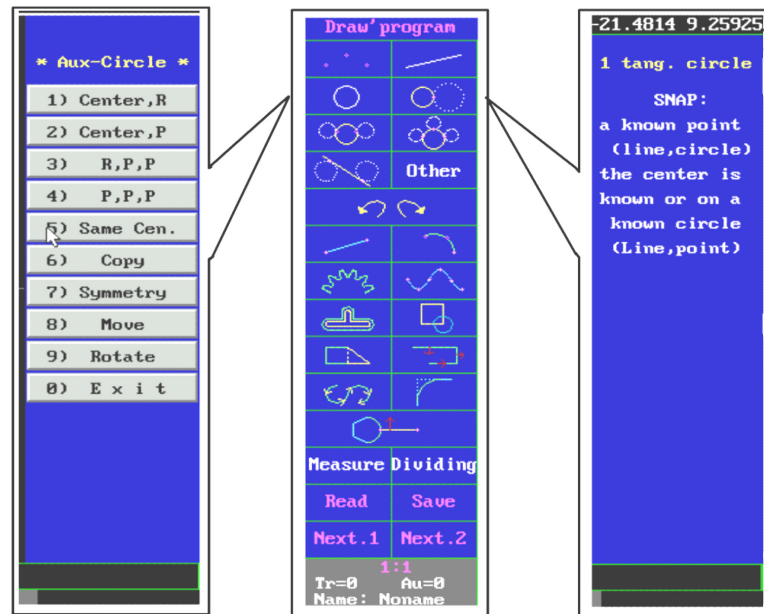 * Aux-Circle *
1) Center,R
2) Center,P
3) R,P,P
4) P,P,P
5) Same Cen.
6) Copy
7) Symmetry
8) Move
9) Rotate
0) E x i t
Draw'program
Other
Measure Dividing
Read Save
Next.1 Next.2
1:1
Tr=0 Au=0
Name: Noname
-21.4814 9.25925
1 tang. circle
SNAP:
a known point
(line,circle)
the center is
known or on a
known circle
(Line,point)